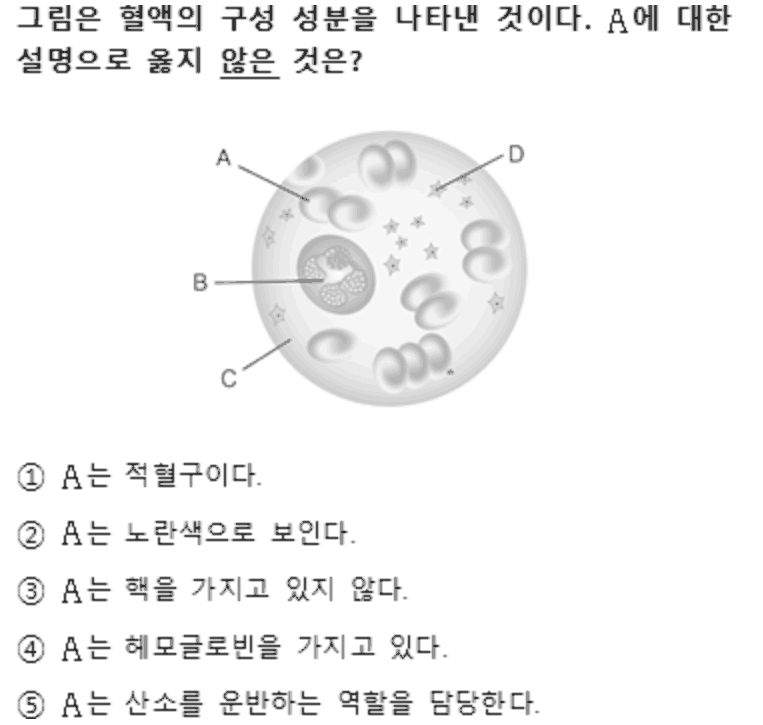 그림은 혈액의 구성 성분을 나타낸 것이다. A에 대한
설명으로 옳지 않은 것은?
A
D
B
C
① A는 적혈구이다.
② A는 노란색으로 보인다.
③ A는 핵을 가지고 있지 않다.
④ A는 헤모글로빈을 가지고 있다.
⑤ A는 산소를 운반하는 역할을 담당한다.